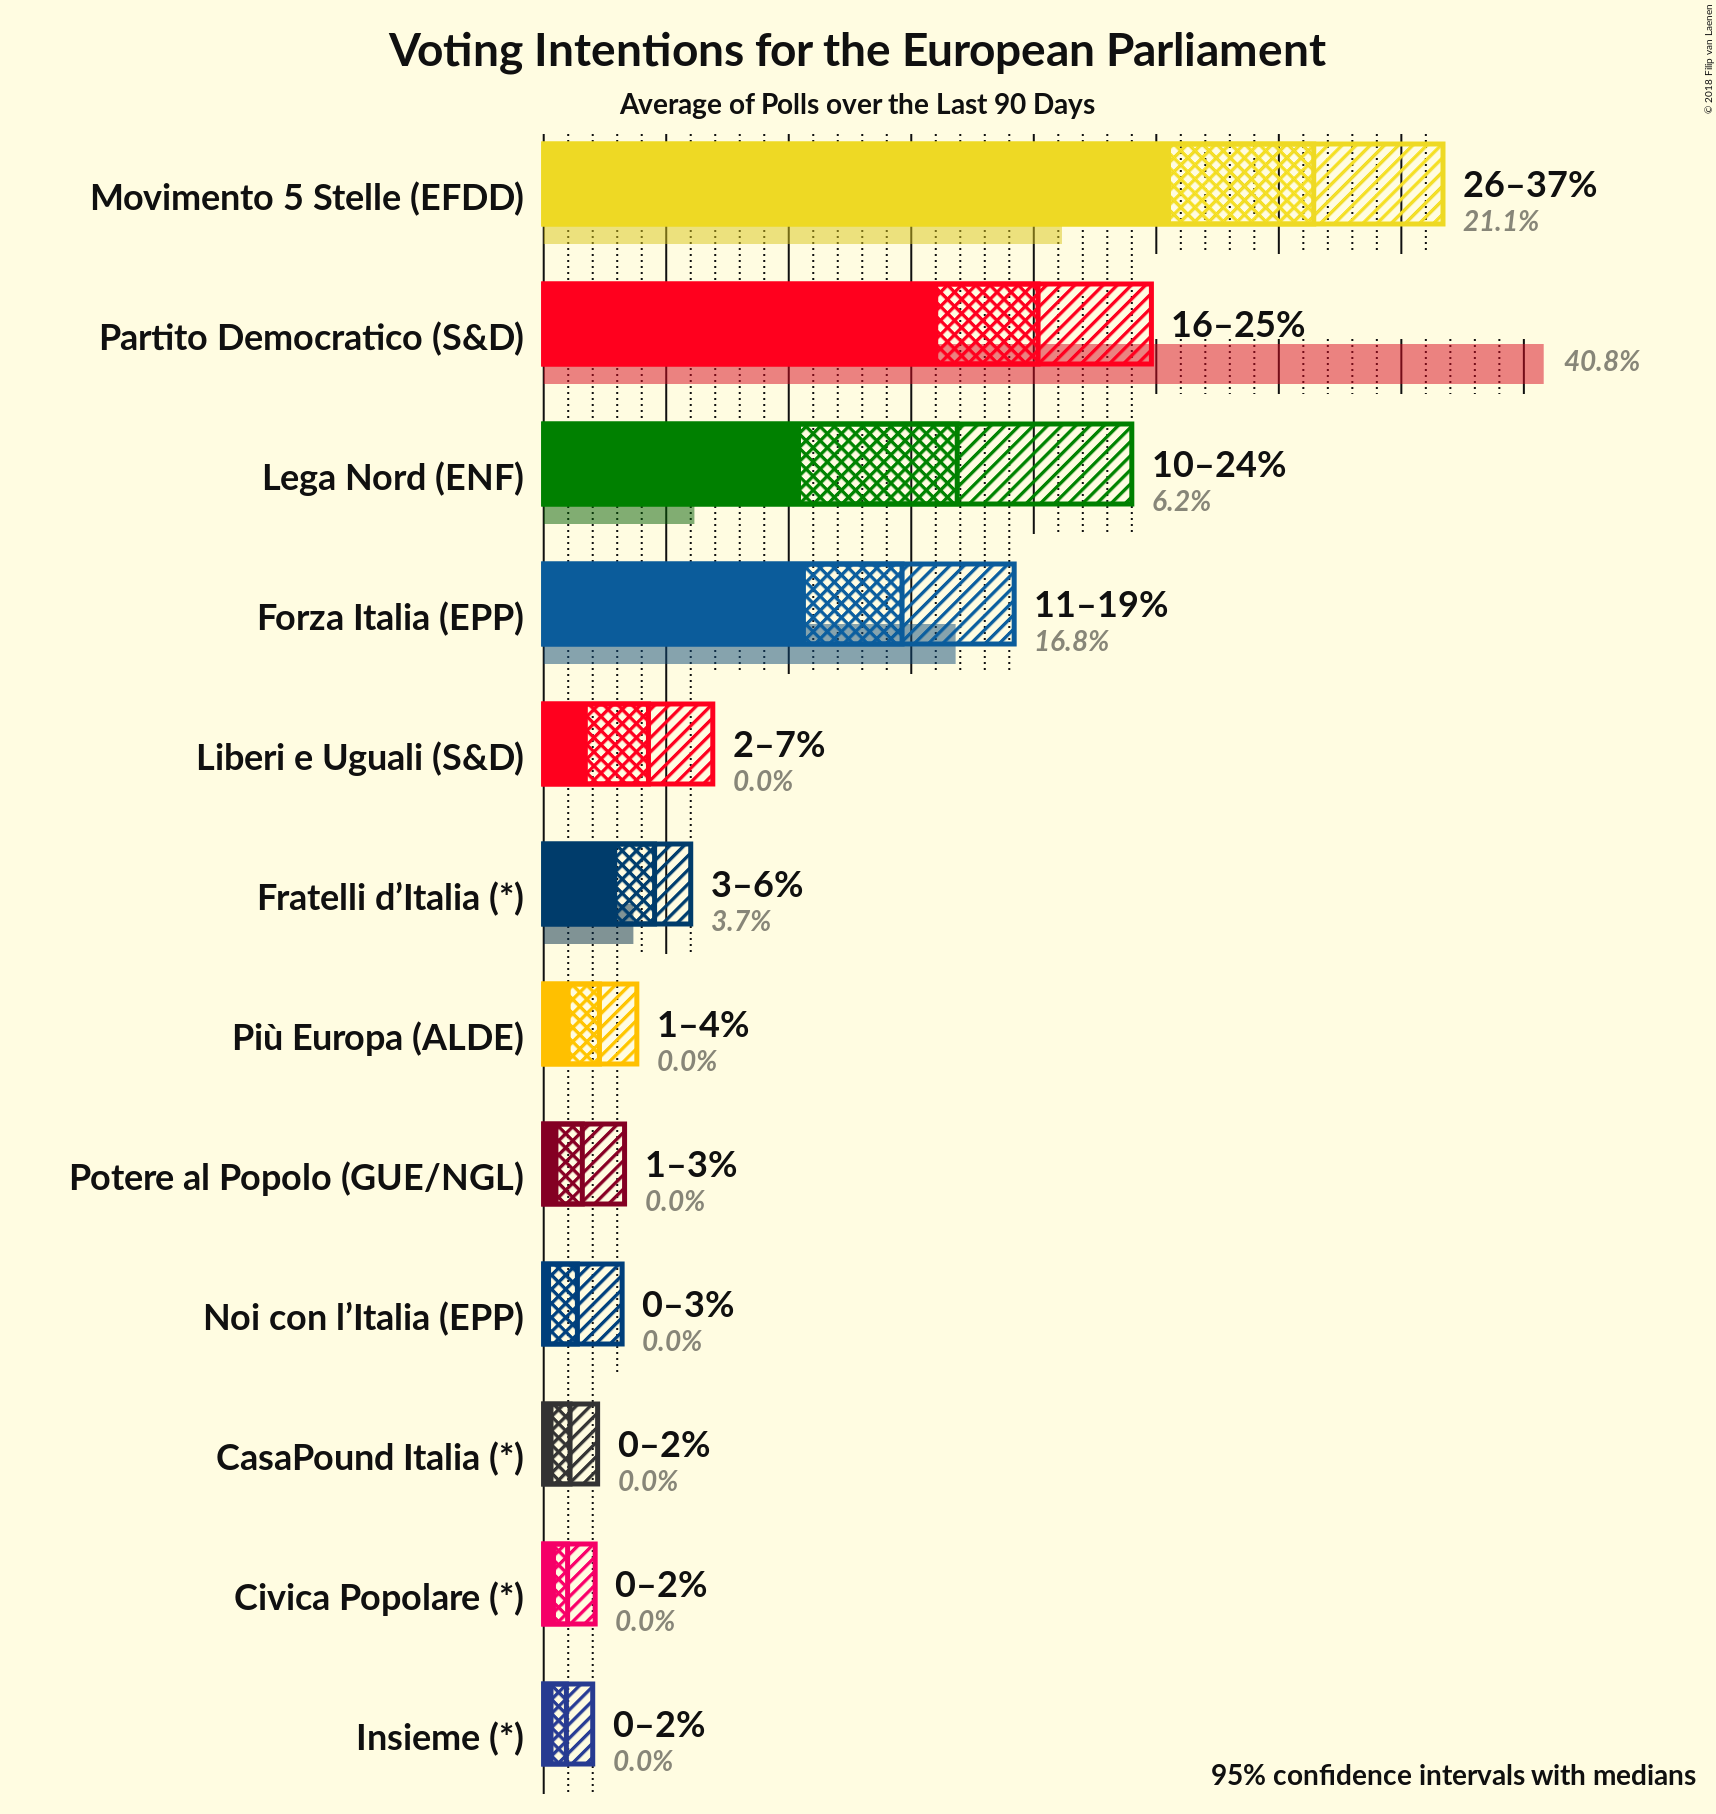 Voting Intentions for the European Parliament
Average of Polls over the Last 90 Days
© 2018 Filip van Laenen
Movimento 5 Stelle (EFDD)
26–37%
21.1%
Partito Democratico (S&D)
16–25%
40.8%
Lega Nord (ENF)
10–24%
6.2%
Forza Italia (EPP)
11–19%
16.8%
Liberi e Uguali (S&D)
2–7%
0.0%
Fratelli d’Italia (*)
3–6%
3.7%
Più Europa (ALDE)
1–4%
0.0%
Potere al Popolo (GUE/NGL)
1–3%
0.0%
Noi con l’Italia (EPP)
0–3%
0.0%
CasaPound Italia (*)
0–2%
0.0%
Civica Popolare (*)
0–2%
0.0%
Insieme (*)
0–2%
0.0%
95% confidence intervals with medians